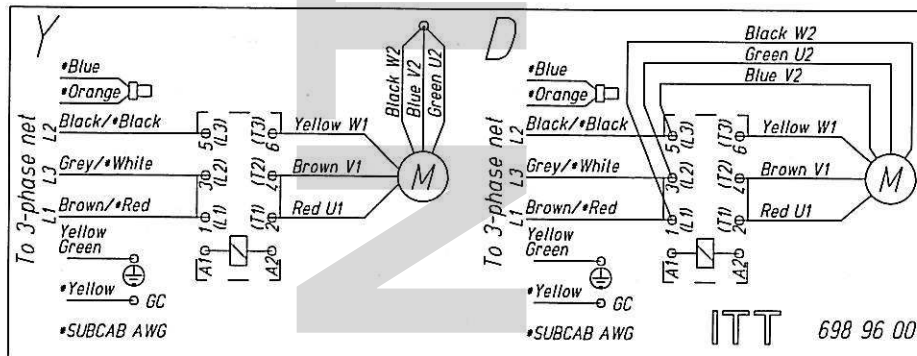 Y
*Blue
*Orange
To 3-phase net
L2 Black/*Black
L3 Grey/*White
L1 Brown/*Red
Yellow
Green
*Yellow
GC
*SUBCAB AWG
5 (L3)
3 (L2)
1 (L1)
A1
(T3) 6
(T2) 4
(T1) 2
A2
Yellow W1
Brown V1
Red U1
Black W2
Blue V2
Green U2
M
D
*Blue
*Orange
To 3-phase net
L2 Black/*Black
L3 Grey/*White
L1 Brown/*Red
Yellow
Green
*Yellow
GC
*SUBCAB AWG
5 (L3)
3 (L2)
1 (L1)
A1
(T3) 6
(T2) 4
(T1) 2
A2
Black W2
Green U2
Blue V2
Yellow W1
Brown V1
Red U1
M
ITT
698 96 00